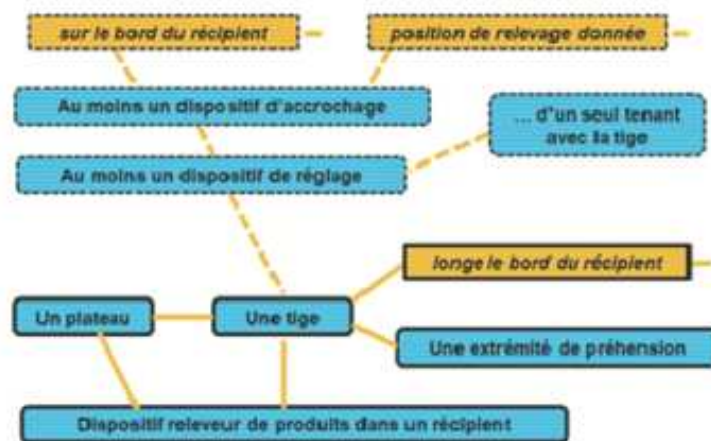 sur le bord du récipient
position de relevage donnée
Au moins un dispositif d'accrochage
... d'un seul tenant
avec la tige
Au moins un dispositif de réglage
longe le bord du récipient
Un plateau
Une tige
Une extrémité de préhension
Dispositif releveur de produits dans un récipient